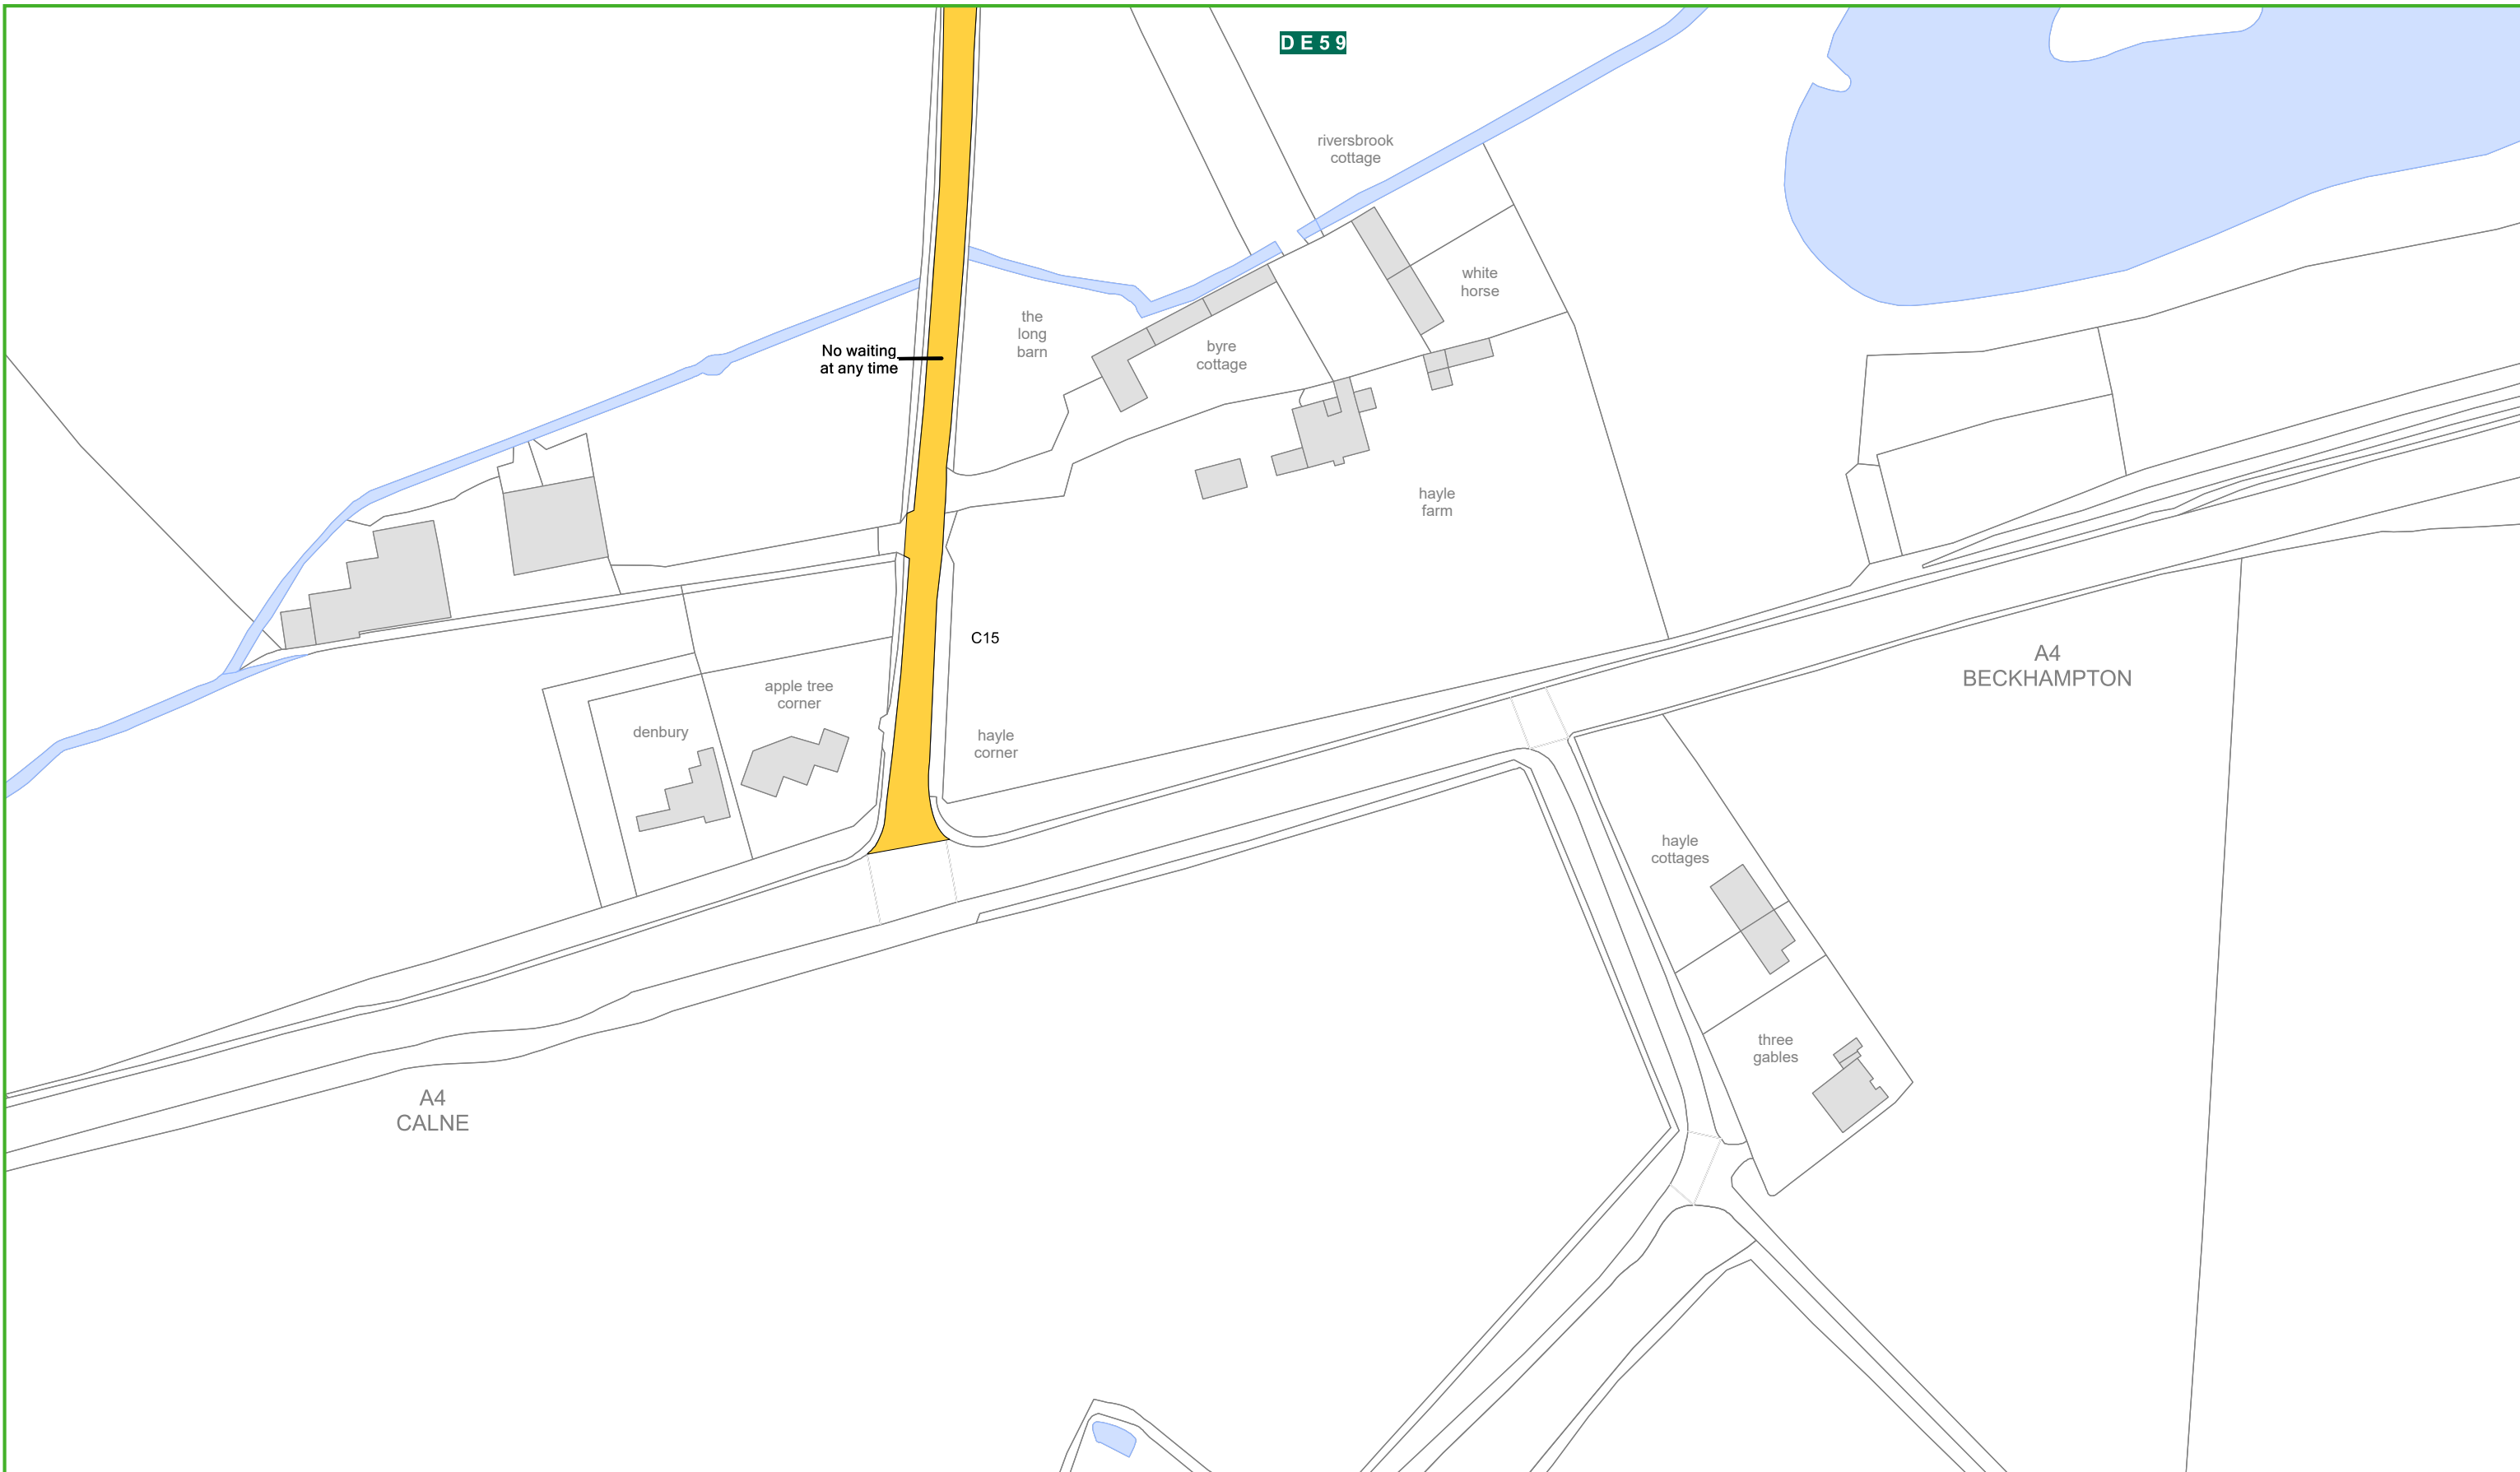 DE59
riversbrook
cottage
white
horse
the
long
barn
No waiting
at any time
byre
cottage
hayle
farm
C15
A4
BECKHAMPTON
apple tree
corner
denbury
hayle
corner
hayle
cottages
three
gables
A4
CALNE